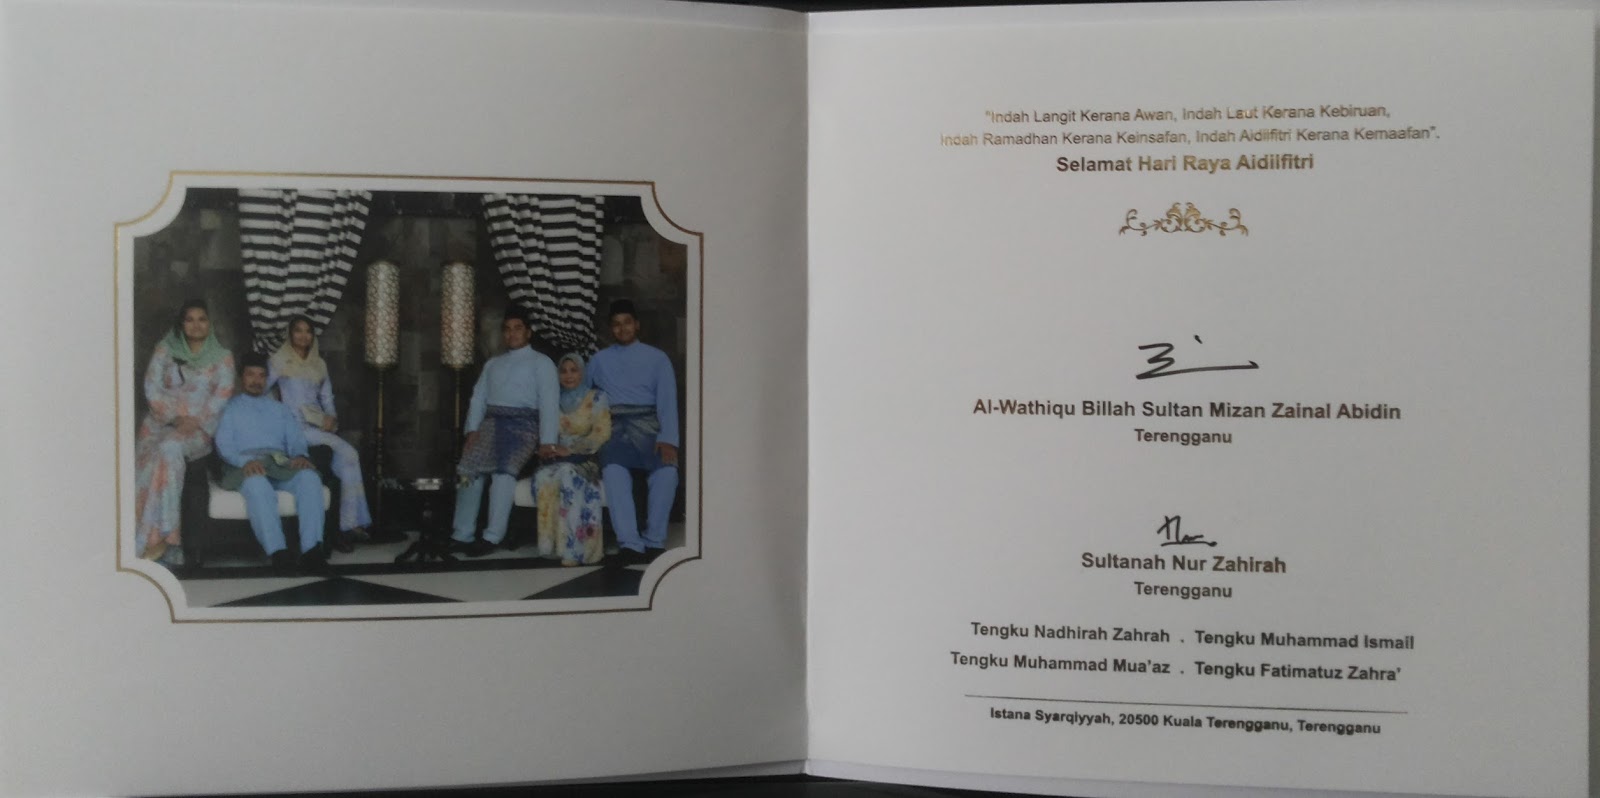 "Indah Langit Kerana Awan, Indah Laut Kerana Kebiruan,
Indah Ramadhan Kerana Keinsafan, Indah Aidilfitri Kerana Kemaafan".
Selamat Hari Raya Aidilfitri
Al-Wathiqu Billah Sultan Mizan Zainal Abidin
Terengganu
Sultanah Nur Zahirah
Terengganu
Tengku Nadhirah Zahrah . Tengku Muhammad Ismail
Tengku Muhammad Mua'az . Tengku Fatimatuz Zahra'
Istana Syarqiyyah, 20500 Kuala Terengganu, Terengganu